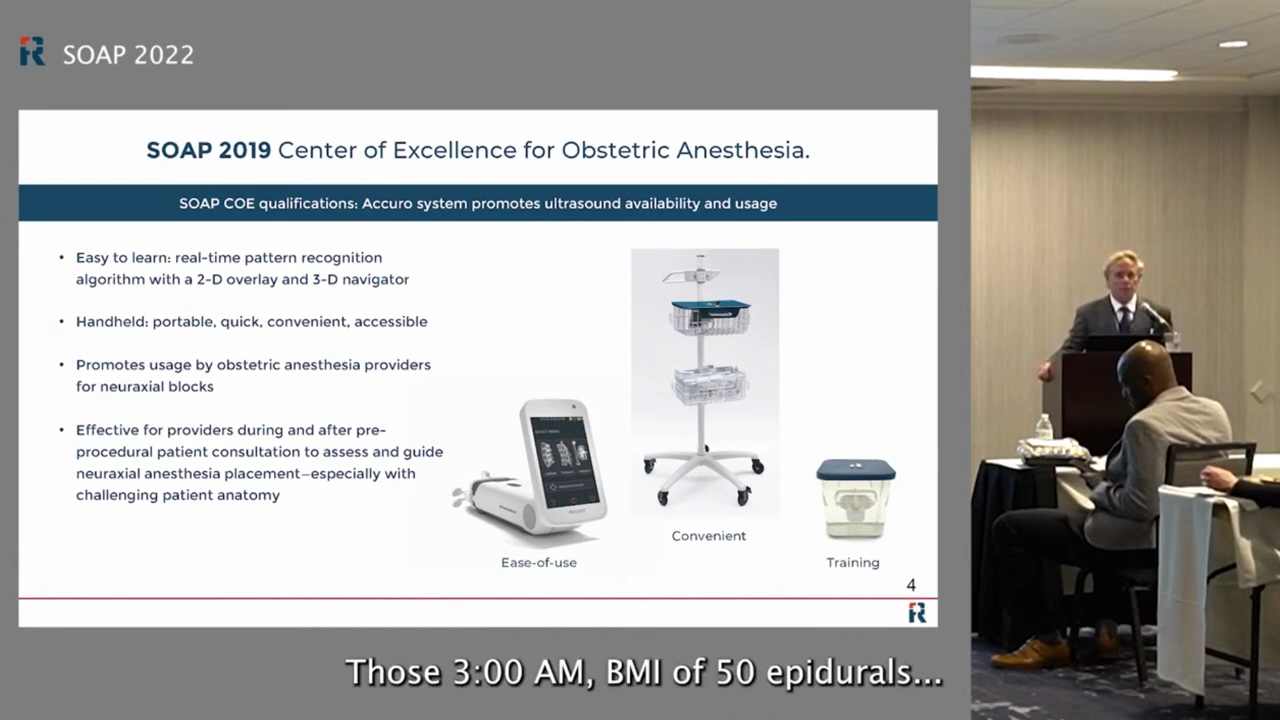 SOAP 2022
SOAP 2019 Center of Excellence for Obstetric Anesthesia.
SOAP COE qualifications: Accuro system promotes ultrasound availability and usage
• Easy to learn: real-time pattern recognition
algorithm with a 2-D overlay and 3-D navigator
• Handheld: portable, quick, convenient, accessible
• Promotes usage by obstetric anesthesia providers
for neuraxial blocks
• Effective for providers during and after pre-
procedural patient consultation to assess and guide
neuraxial anesthesia placement—especially with
challenging patient anatomy
Ease-of-use
Convenient
Training
4
Those 3:00 AM, BMI of 50 epidurals...